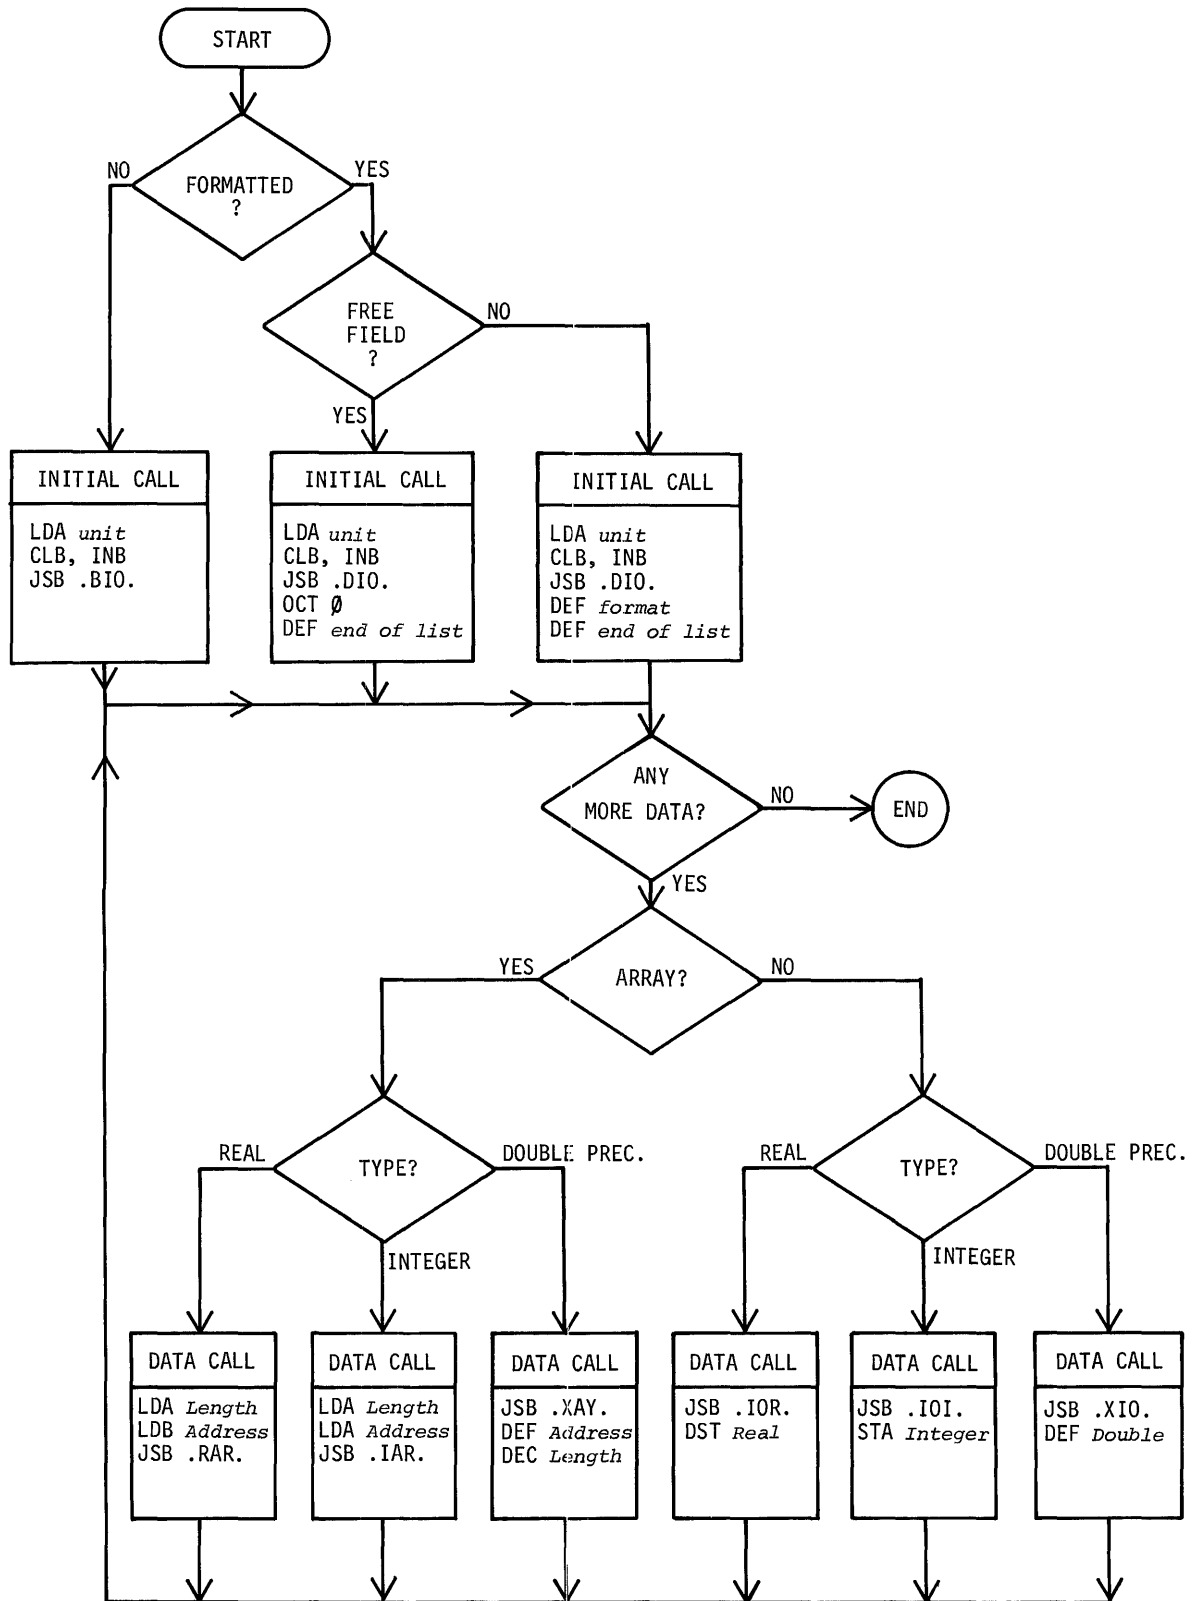 START
NO
YES
FORMATTED
?
FREE
FIELD
?
NO
YES
INITIAL CALL
LDA unit
CLB, INB
JSB .BIO.
INITIAL CALL
LDA unit
CLB, INB
JSB .DIO.
OCT Ø
DEF end of list
INITIAL CALL
LDA unit
CLB, INB
JSB .DIO.
DEF format
DEF end of list
ANY
MORE DATA?
NO
END
YES
YES
ARRAY?
NO
REAL
TYPE?
DOUBLE PREC.
INTEGER
REAL
TYPE?
DOUBLE PREC.
INTEGER
DATA CALL
LDA Length
LDB Address
JSB .RAR.
DATA CALL
LDA Length
LDA Address
JSB .IAR.
DATA CALL
JSB .XAY.
DEF Address
DEC Length
DATA CALL
JSB .IOR.
DST Real
DATA CALL
JSB .IOI.
STA Integer
DATA CALL
JSB .XIO.
DEF Double